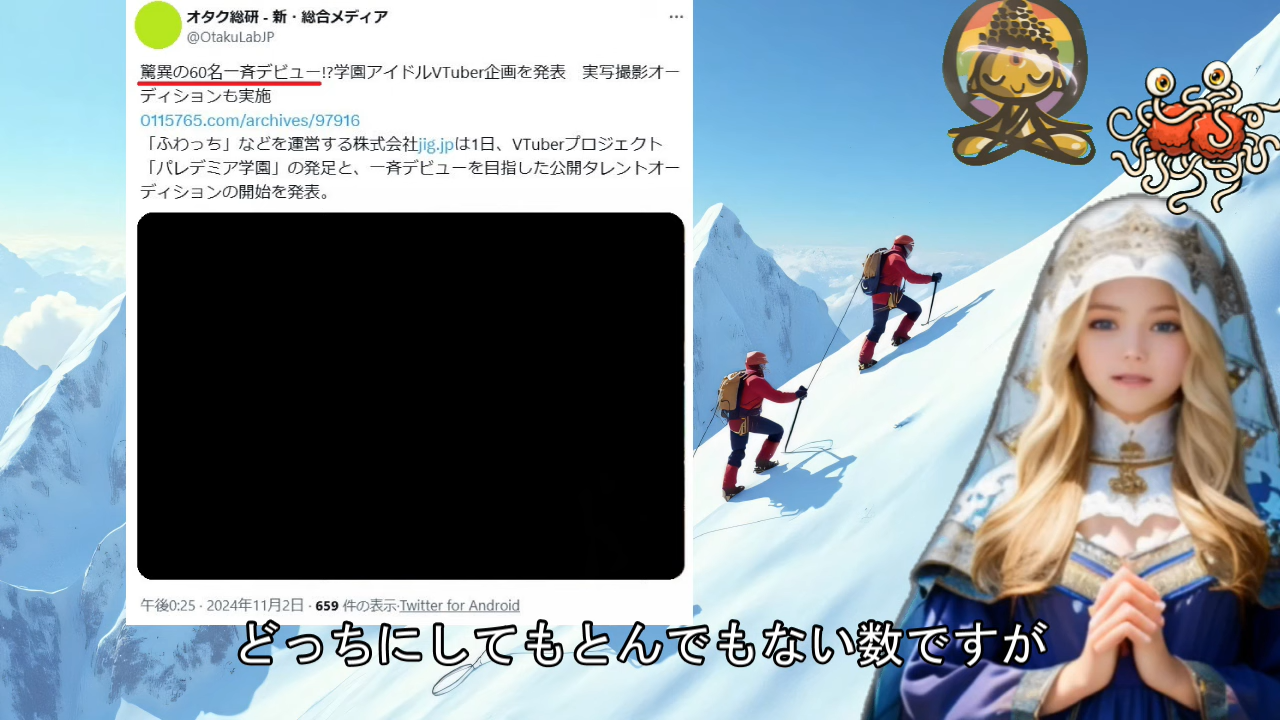 オタク総研 - 新・総合メディア
@OtakuLabJP
驚異の60名一斉デビュー!?学園アイドルVTuber企画を発表　実写撮影オー
ディションも実施
0115765.com/archives/97916
「ふわっち」などを運営する株式会社jig.jpは1日、VTuberプロジェクト
「パレデミア学園」の発足と、一斉デビューを目指した公開タレントオー
ディションの開始を発表。
午後0:25 · 2024年11月2日 · 659 件の表示·Twitter for Android
どっちにしてもとんでもない数ですが